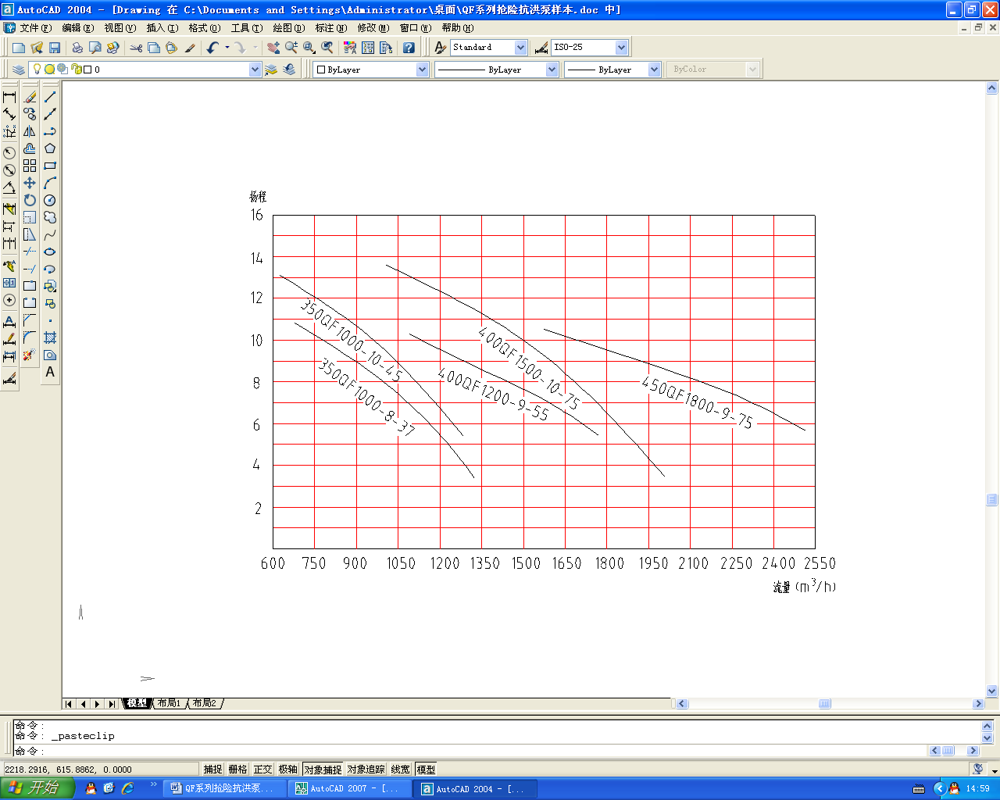 AutoCAD 2004 - [Drawing 在 C:\Documents and Settings\Administrator\桌面\QF系列抢险抗洪泵样本.doc 中]
文件(F) 编辑(E) 视图(V) 插入(I) 格式(O) 工具(T) 绘图(D) 标注(N) 修改(M) 窗口(W) 帮助(H)
Standard ISO-25
0 ByLayer ByLayer ByLayer ByColor
扬程
16
14
12
10
8
6
4
2
350QF1000-10-45
350QF1000-8-37
400QF1200-9-55
400QF1500-10-75
450QF1800-9-75
600 750 900 1050 1200 1350 1500 1650 1800 1950 2100 2250 2400 2550
流量(m³/h)
模型 布局1 布局2
命令:
命令: _pasteclip
命令:
2218.2916, 615.8862, 0.0000 捕捉 栅格 正交 极轴 对象捕捉 对象追踪 线宽 模型
开始 QF系列抢险抗洪泵... AutoCAD 2007 - [... AutoCAD 2004 - [... 14:59